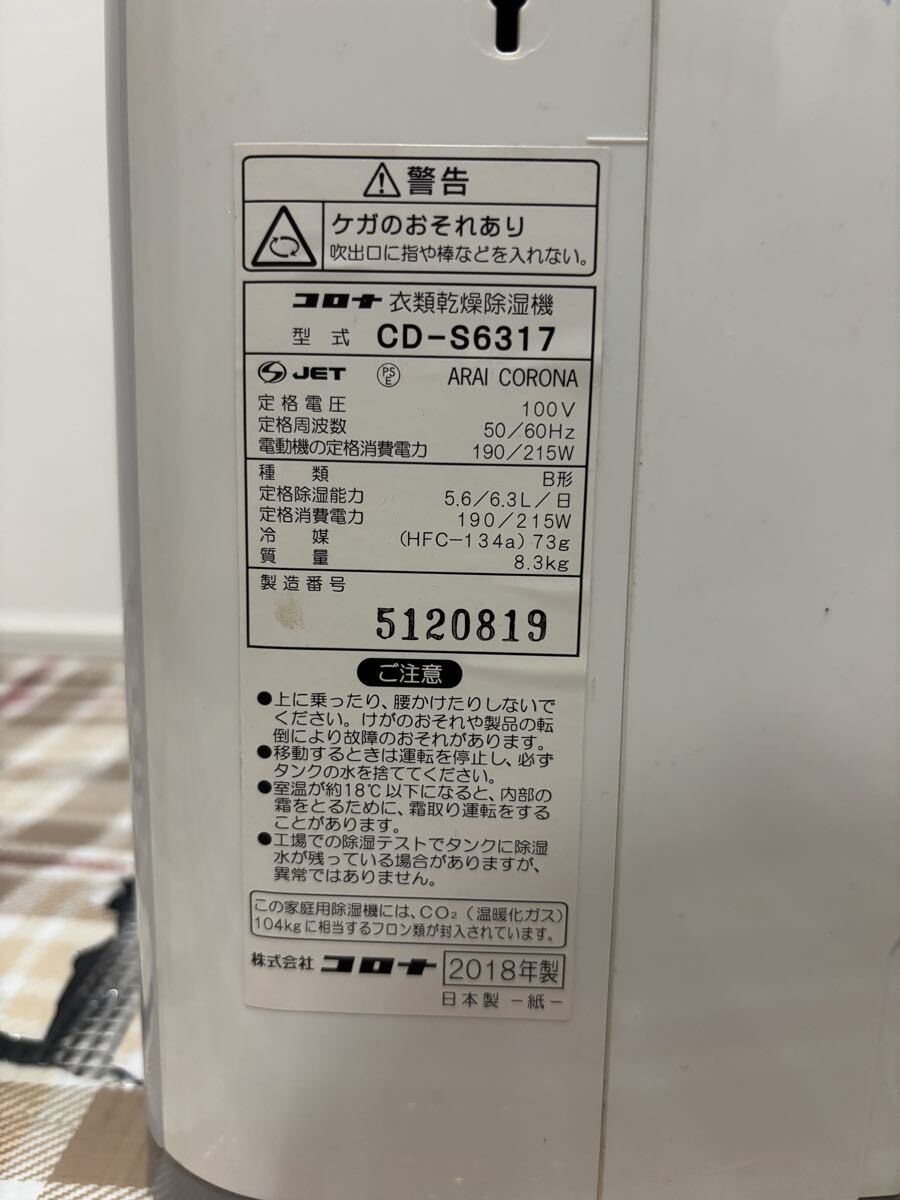 警告
ケガのおそれあり
吹出口に指や棒などを入れない。
コロナ 衣類乾燥除湿機
型式 CD-S6317
JET PSE ARAI CORONA
定格電圧 100V
定格周波数 50/60Hz
電動機の定格消費電力 190/215W
種類 B形
定格除湿能力 5.6/6.3L/日
定格消費電力 190/215W
冷媒 (HFC-134a) 73g
質量 8.3kg
製造番号
5120819
ご注意
●上に乗ったり、腰かけたりしないで
ください。けがのおそれや製品の転
倒により故障のおそれがあります。
●移動するときは運転を停止し、必ず
タンクの水を捨ててください。
●室温が約18℃以下になると、内部の
霜をとるために、霜取り運転をする
ことがあります。
●工場での除湿テストでタンクに除湿
水が残っている場合がありますが、
異常ではありません。
この家庭用除湿機には、CO₂(温暖化ガス)
104kgに相当するフロン類が封入されています。
株式会社 コロナ 2018年製
日本製 -紙-